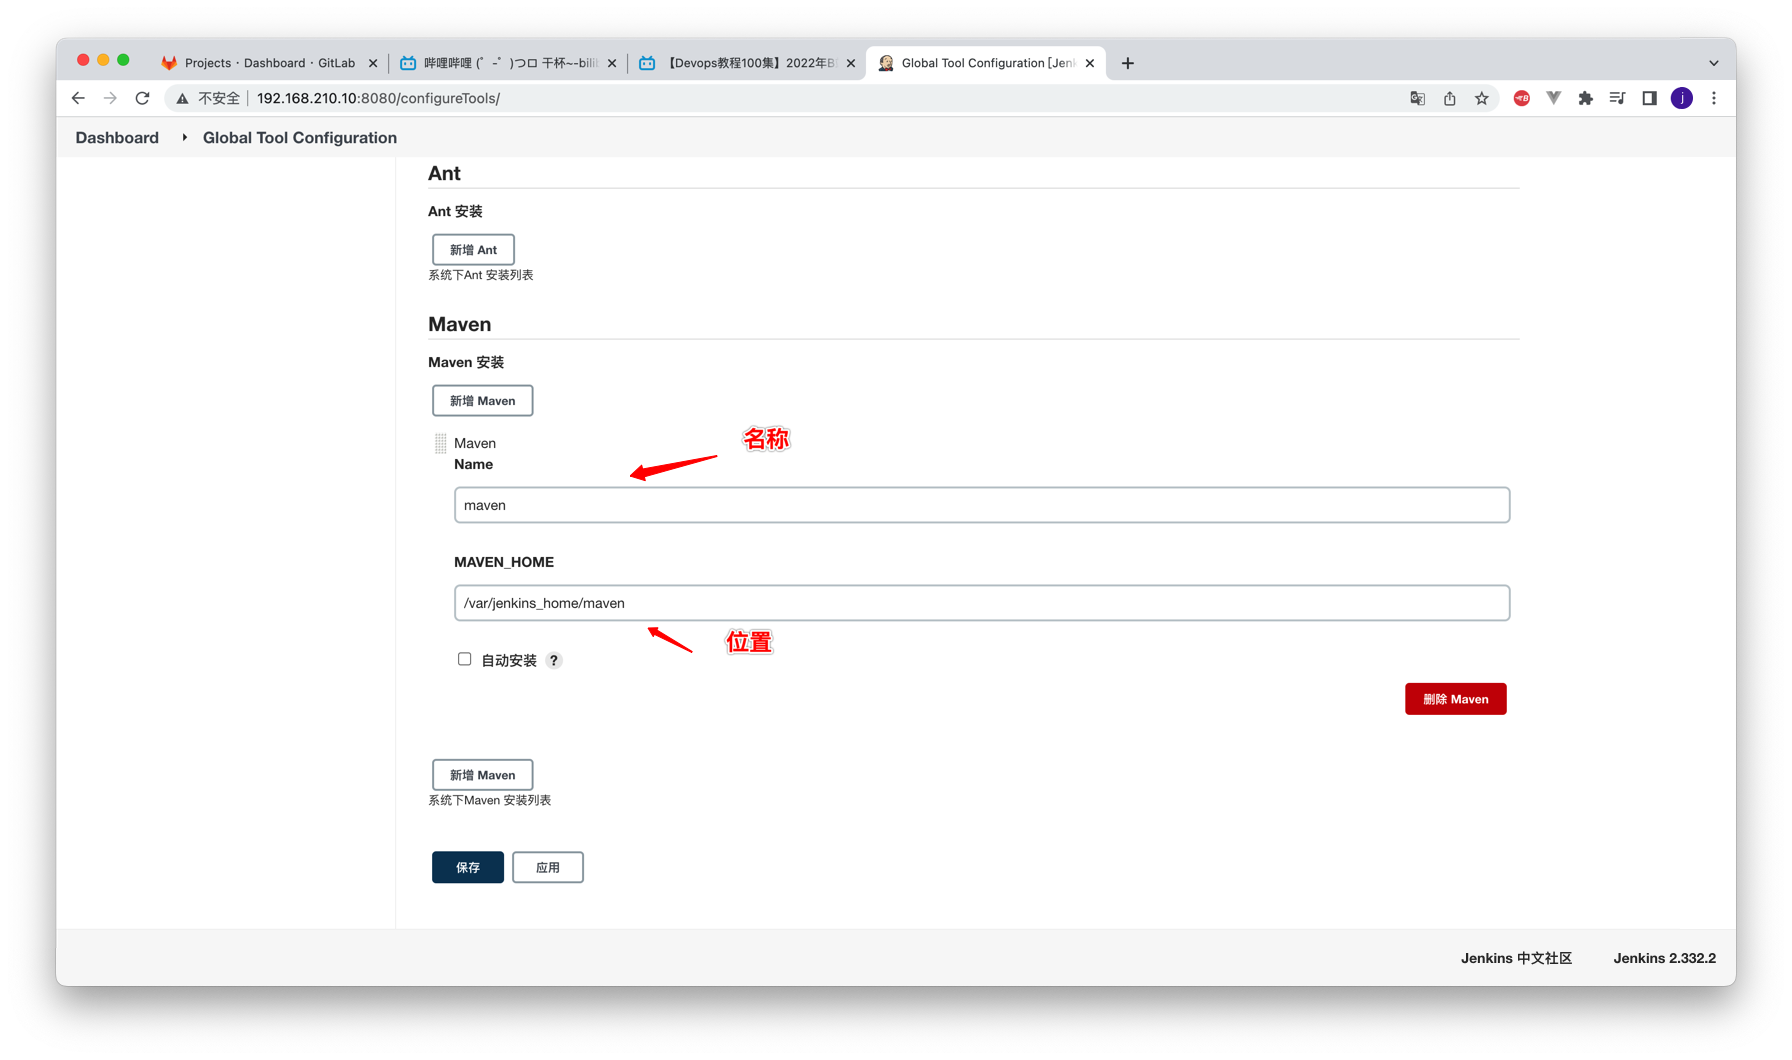 Projects · Dashboard · GitLab
哔哩哔哩 (゜-゜)つロ 干杯~-bili
【Devops教程100集】2022年B
Global Tool Configuration [Jen
不安全
192.168.210.10:8080/configureTools/
j
Dashboard
Global Tool Configuration
Ant
Ant 安装
新增 Ant
系统下Ant 安装列表
Maven
Maven 安装
新增 Maven
Maven
名称
Name
maven
MAVEN_HOME
/var/jenkins_home/maven
位置
自动安装 ?
删除 Maven
新增 Maven
系统下Maven 安装列表
保存
应用
Jenkins 中文社区
Jenkins 2.332.2